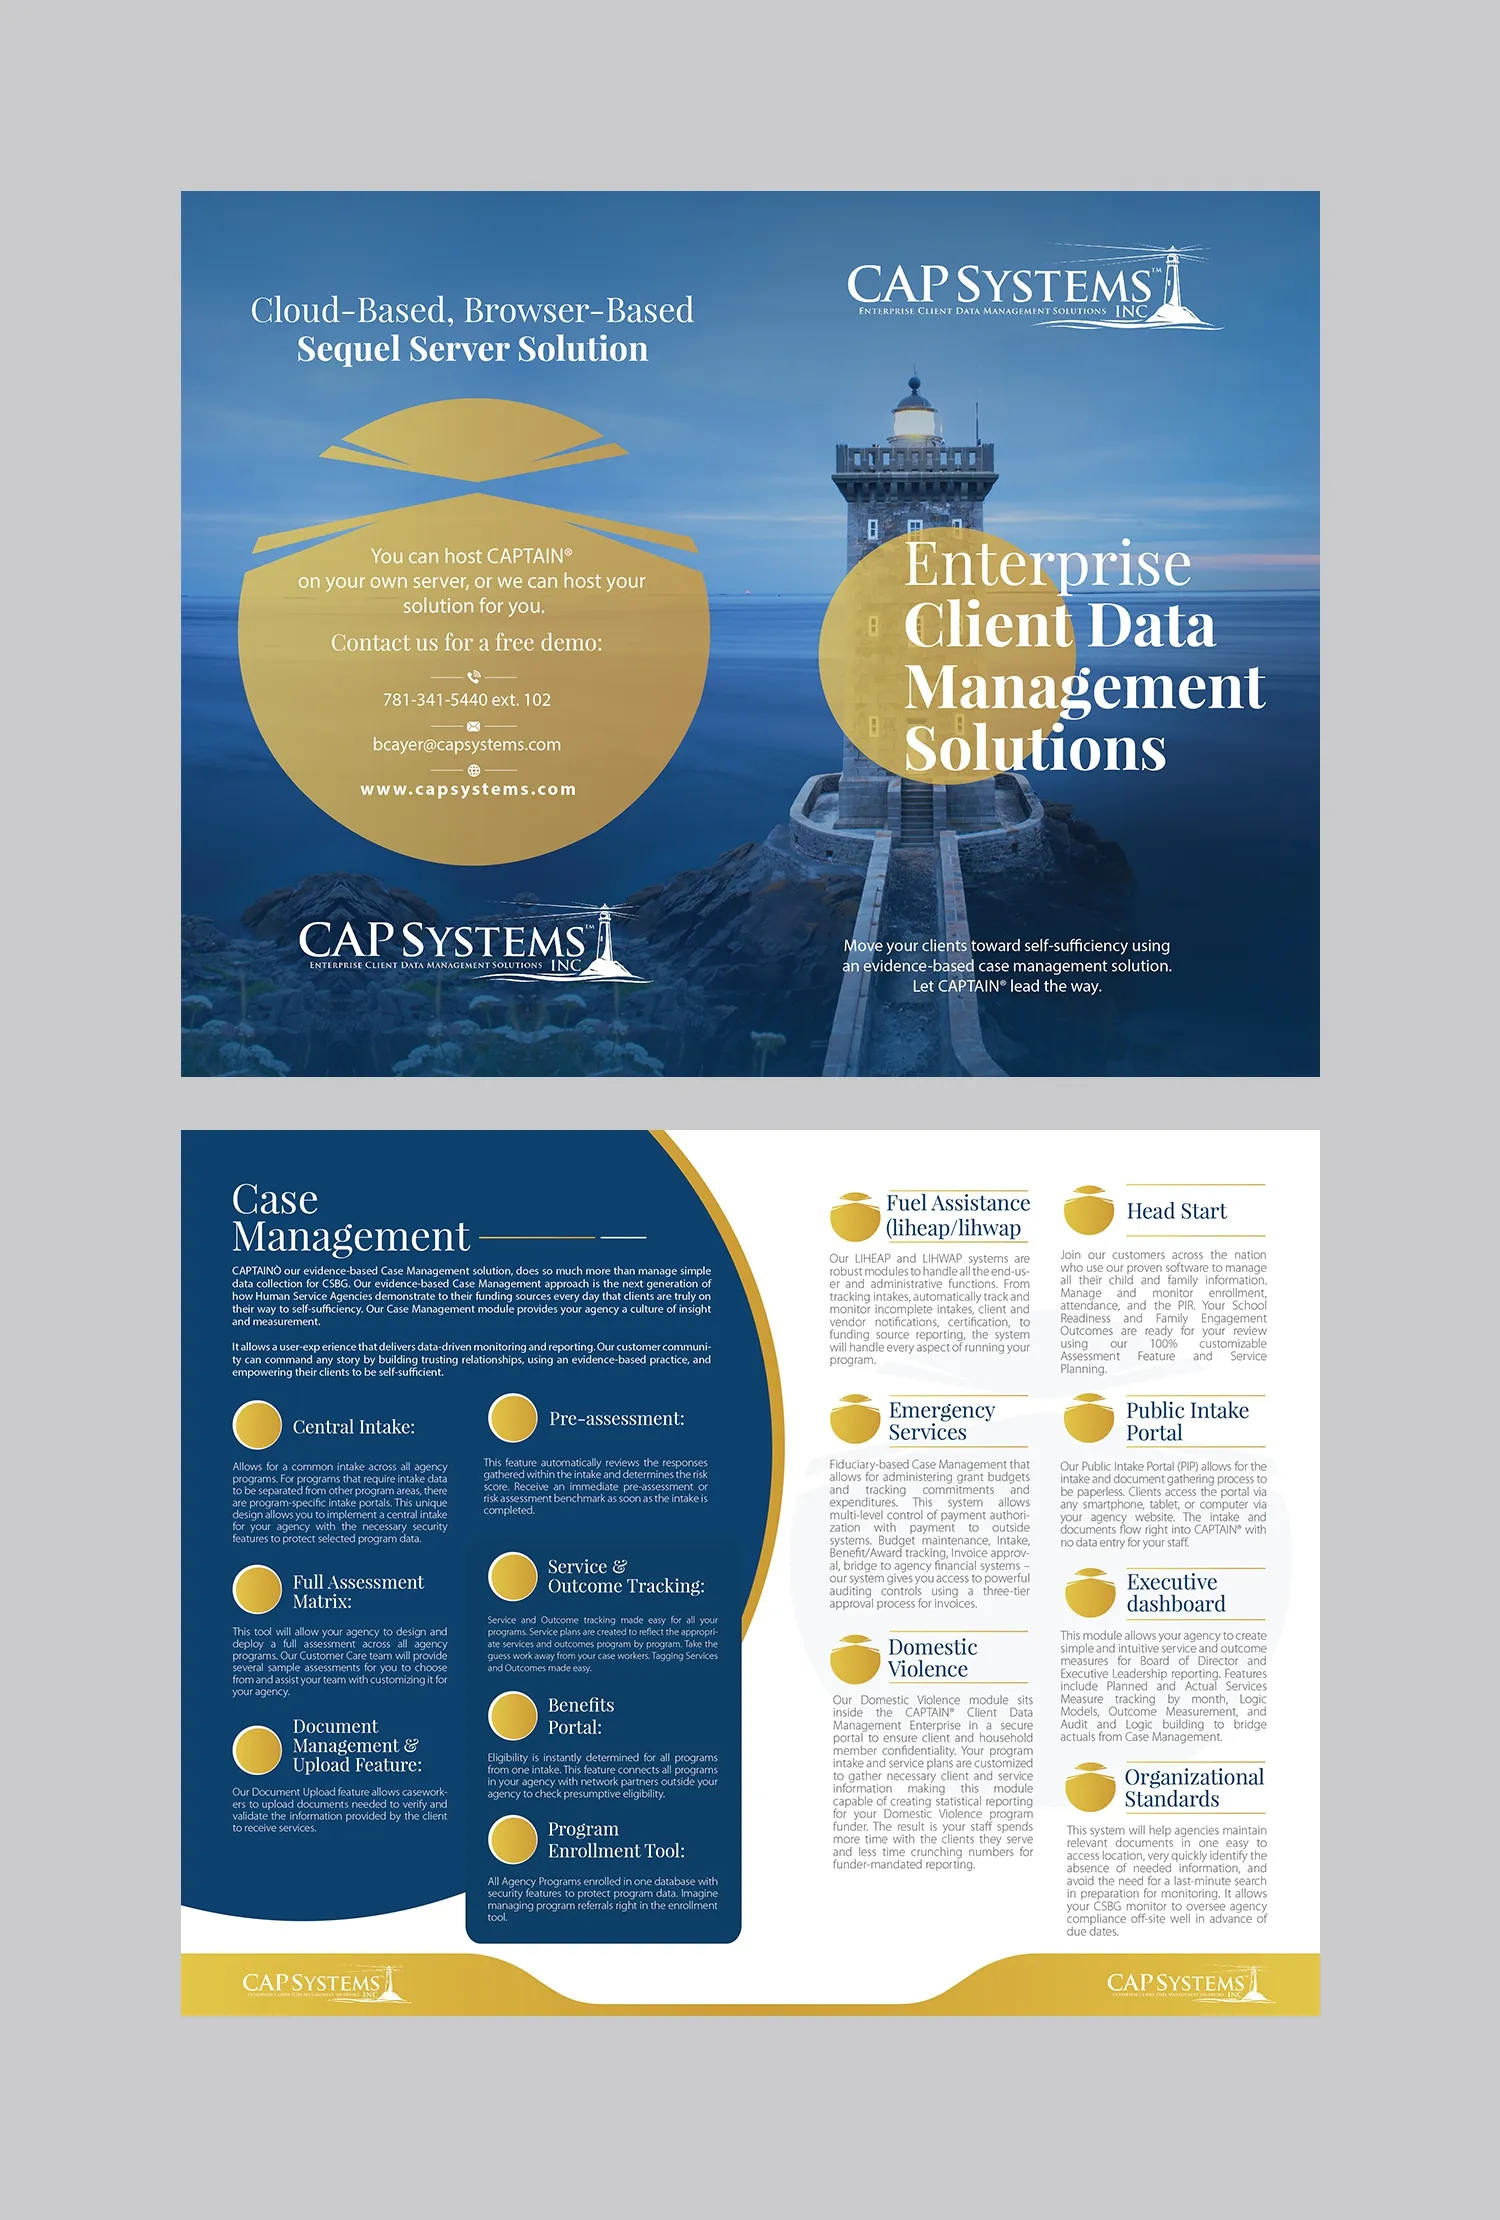 Cloud-Based, Browser-Based
Sequel Server Solution
You can host CAPTAIN®
on your own server, or we can host your
solution for you.
Contact us for a free demo:
781-341-5440 ext. 102
bcayer@capsystems.com
www.capsystems.com
CAP SYSTEMS™
ENTERPRISE CLIENT DATA MANAGEMENT SOLUTIONS INC
CAP SYSTEMS™
ENTERPRISE CLIENT DATA MANAGEMENT SOLUTIONS INC
Enterprise
Client Data
Management
Solutions
Move your clients toward self-sufficiency using
an evidence-based case management solution.
Let CAPTAIN® lead the way.
Case
Management
CAPTAINÒ our evidence-based Case Management solution, does so much more than manage simple
data collection for CSBG. Our evidence-based Case Management approach is the next generation of
how Human Service Agencies demonstrate to their funding sources every day that clients are truly on
their way to self-sufficiency. Our Case Management module provides your agency a culture of insight
and measurement.
It allows a user-exp erience that delivers data-driven monitoring and reporting. Our customer communi-
ty can command any story by building trusting relationships, using an evidence-based practice, and
empowering their clients to be self-sufficient.
Central Intake:
Allows for a common intake across all agency
programs. For programs that require intake data
to be separated from other program areas, there
are program-specific intake portals. This unique
design allows you to implement a central intake
for your agency with the necessary security
features to protect selected program data.
Full Assessment
Matrix:
This tool will allow your agency to design and
deploy a full assessment across all agency
programs. Our Customer Care team will provide
several sample assessments for you to choose
from and assist your team with customizing it for
your agency.
Document
Management &
Upload Feature:
Our Document Upload feature allows casework-
ers to upload documents needed to verify and
validate the information provided by the client
to receive services.
Pre-assessment:
This feature automatically reviews the responses
gathered within the intake and determines the risk
score. Receive an immediate pre-assessment or
risk assessment benchmark as soon as the intake is
completed.
Service &
Outcome Tracking:
Service and Outcome tracking made easy for all your
programs. Service plans are created to reflect the appropri-
ate services and outcomes program by program. Take the
guess work away from your case workers. Tagging Services
and Outcomes made easy.
Benefits
Portal:
Eligibility is instantly determined for all programs
from one intake. This feature connects all programs
in your agency with network partners outside your
agency to check presumptive eligibility.
Program
Enrollment Tool:
All Agency Programs enrolled in one database with
security features to protect program data. Imagine
managing program referrals right in the enrollment
tool.
Fuel Assistance
(liheap/lihwap
Our LIHEAP and LIHWAP systems are
robust modules to handle all the end-us-
er and administrative functions. From
tracking intakes, automatically track and
monitor incomplete intakes, client and
vendor notifications, certification, to
funding source reporting, the system
will handle every aspect of running your
program.
Emergency
Services
Fiduciary-based Case Management that
allows for administering grant budgets
and tracking commitments and
expenditures. This system allows
multi-level control of payment authori-
zation with payment to outside
systems. Budget maintenance, Intake,
Benefit/Award tracking, Invoice approv-
al, bridge to agency financial systems –
our system gives you access to powerful
auditing controls using a three-tier
approval process for invoices.
Domestic
Violence
Our Domestic Violence module sits
inside the CAPTAIN® Client Data
Management Enterprise in a secure
portal to ensure client and household
member confidentiality. Your program
intake and service plans are customized
to gather necessary client and service
information making this module
capable of creating statistical reporting
for your Domestic Violence program
funder. The result is your staff spends
more time with the clients they serve
and less time crunching numbers for
funder-mandated reporting.
Head Start
Join our customers across the nation
who use our proven software to manage
all their child and family information.
Manage and monitor enrollment,
attendance, and the PIR. Your School
Readiness and Family Engagement
Outcomes are ready for your review
using our 100% customizable
Assessment Feature and Service
Planning.
Public Intake
Portal
Our Public Intake Portal (PIP) allows for the
intake and document gathering process to
be paperless. Clients access the portal via
any smartphone, tablet, or computer via
your agency website. The intake and
documents flow right into CAPTAIN® with
no data entry for your staff.
Executive
dashboard
This module allows your agency to create
simple and intuitive service and outcome
measures for Board of Director and
Executive Leadership reporting. Features
include Planned and Actual Services
Measure tracking by month, Logic
Models, Outcome Measurement, and
Audit and Logic building to bridge
actuals from Case Management.
Organizational
Standards
This system will help agencies maintain
relevant documents in one easy to
access location, very quickly identify the
absence of needed information, and
avoid the need for a last-minute search
in preparation for monitoring. It allows
your CSBG monitor to oversee agency
compliance off-site well in advance of
due dates.
CAP SYSTEMS
ENTERPRISE CLIENT DATA MANAGEMENT SOLUTIONS INC
CAP SYSTEMS
ENTERPRISE CLIENT DATA MANAGEMENT SOLUTIONS INC